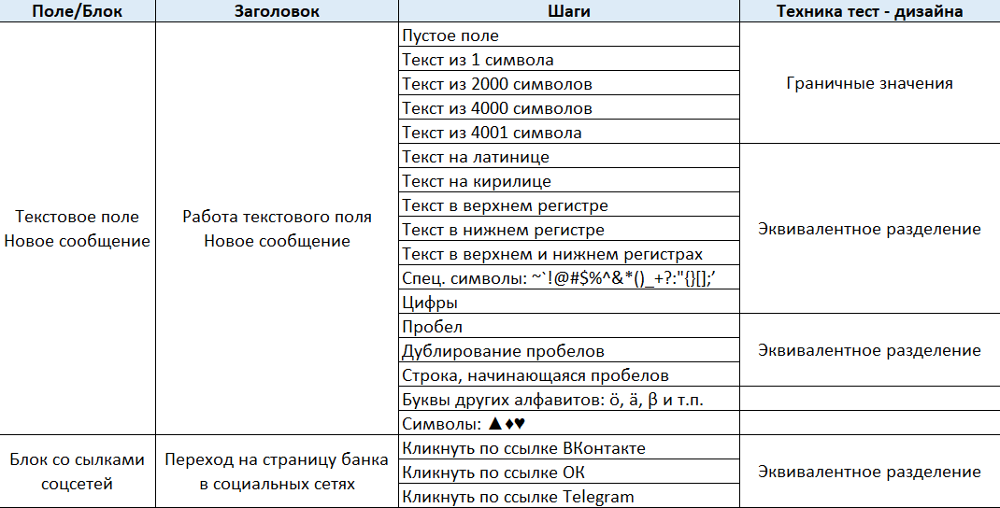 Поле/Блок Заголовок Шаги Техника тест - дизайна
Пустое поле
Текст из 1 символа
Текст из 2000 символов
Граничные значения
Текст из 4000 символов
Текст из 4001 символа
Текст на латинице
Текст на кирилице
Текст в верхнем регистре
Текстовое поле
Новое сообщение
Работа текстового поля
Новое сообщение
Текст в нижнем регистре
Эквивалентное разделение
Текст в верхнем и нижнем регистрах
Спец. символы: ~`!@#$%^&*()_+?:"{}[];’
Цифры
Пробел
Дублирование пробелов
Эквивалентное разделение
Строка, начинающаяся пробелов
Буквы других алфавитов: ö, ä, β и т.п.
Символы: ▲♦♥
Блок со сылками
соцсетей
Переход на страницу банка
в социальных сетях
Кликнуть по ссылке ВКонтакте
Кликнуть по ссылке ОК
Кликнуть по ссылке Telegram
Эквивалентное разделение